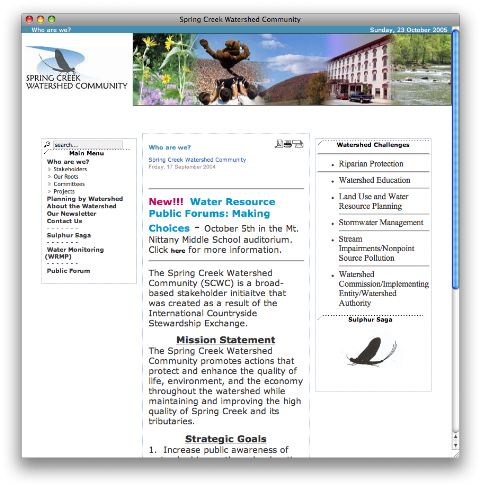 Spring Creek Watershed Community
Who are we?
Sunday, 23 October 2005
SPRING CREEK
WATERSHED COMMUNITY
search...
Main Menu
Who are we?
> Stakeholders
> Our Roots
> Committees
> Projects
Planning by Watershed
About the Watershed
Our Newsletter
Contact Us
- - - - - - -
Sulphur Saga
- - - - - - -
Water Monitoring
(WRMP)
- - - - - - -
Public Forum
Who are we?
Spring Creek Watershed Community
Friday, 17 September 2004
New!!! Water Resource
Public Forums: Making
Choices - October 5th in the Mt.
Nittany Middle School auditorium.
Click here for more information.
The Spring Creek Watershed
Community (SCWC) is a broad-
based stakeholder initiaitve that
was created as a result of the
International Countryside
Stewardship Exchange.
Mission Statement
The Spring Creek Watershed
Community promotes actions that
protect and enhance the quality of
life, environment, and the economy
throughout the watershed while
maintaining and improving the high
quality of Spring Creek and its
tributaries.
Strategic Goals
1. Increase public awareness of
Watershed Challenges
• Riparian Protection
• Watershed Education
• Land Use and Water
Resource Planning
• Stormwater Management
• Stream
Impairments/Nonpoint
Source Pollution
• Watershed
Commission/Implementing
Entity/Watershed
Authority
Sulphur Saga